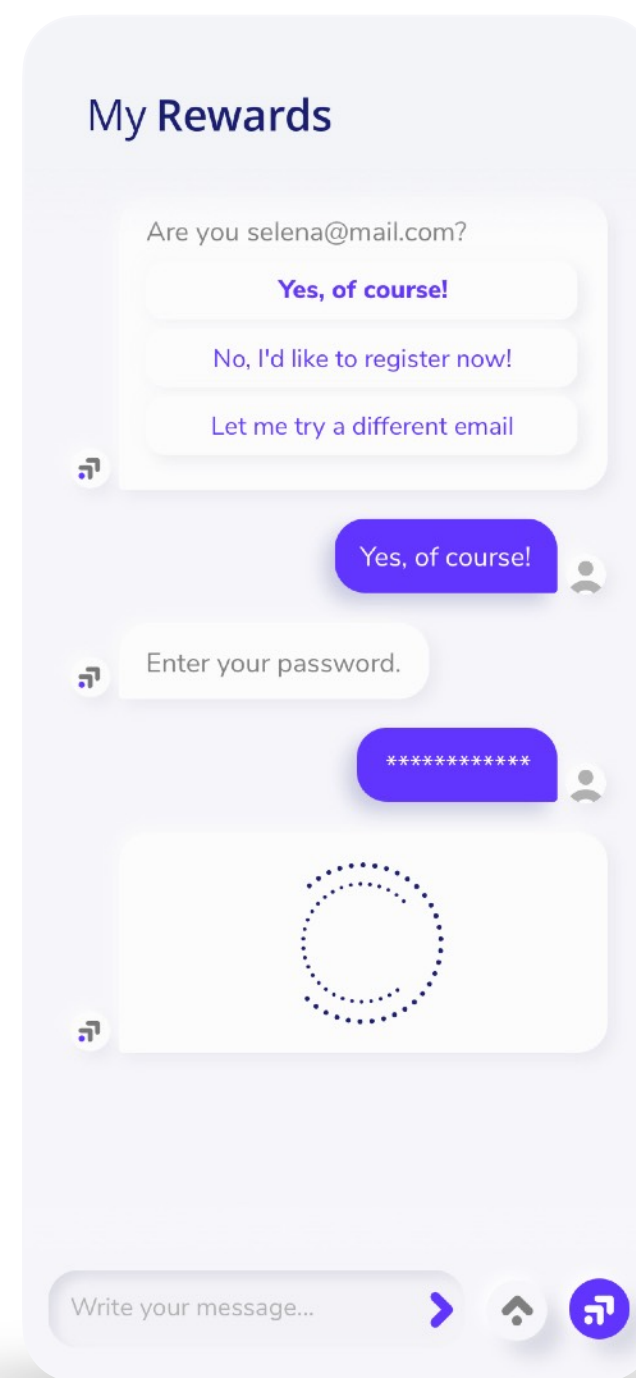 My Rewards
Are you selena@mail.com?
Yes, of course!
No, I'd like to register now!
Let me try a different email
Yes, of course!
Enter your password.
************
Write your message...